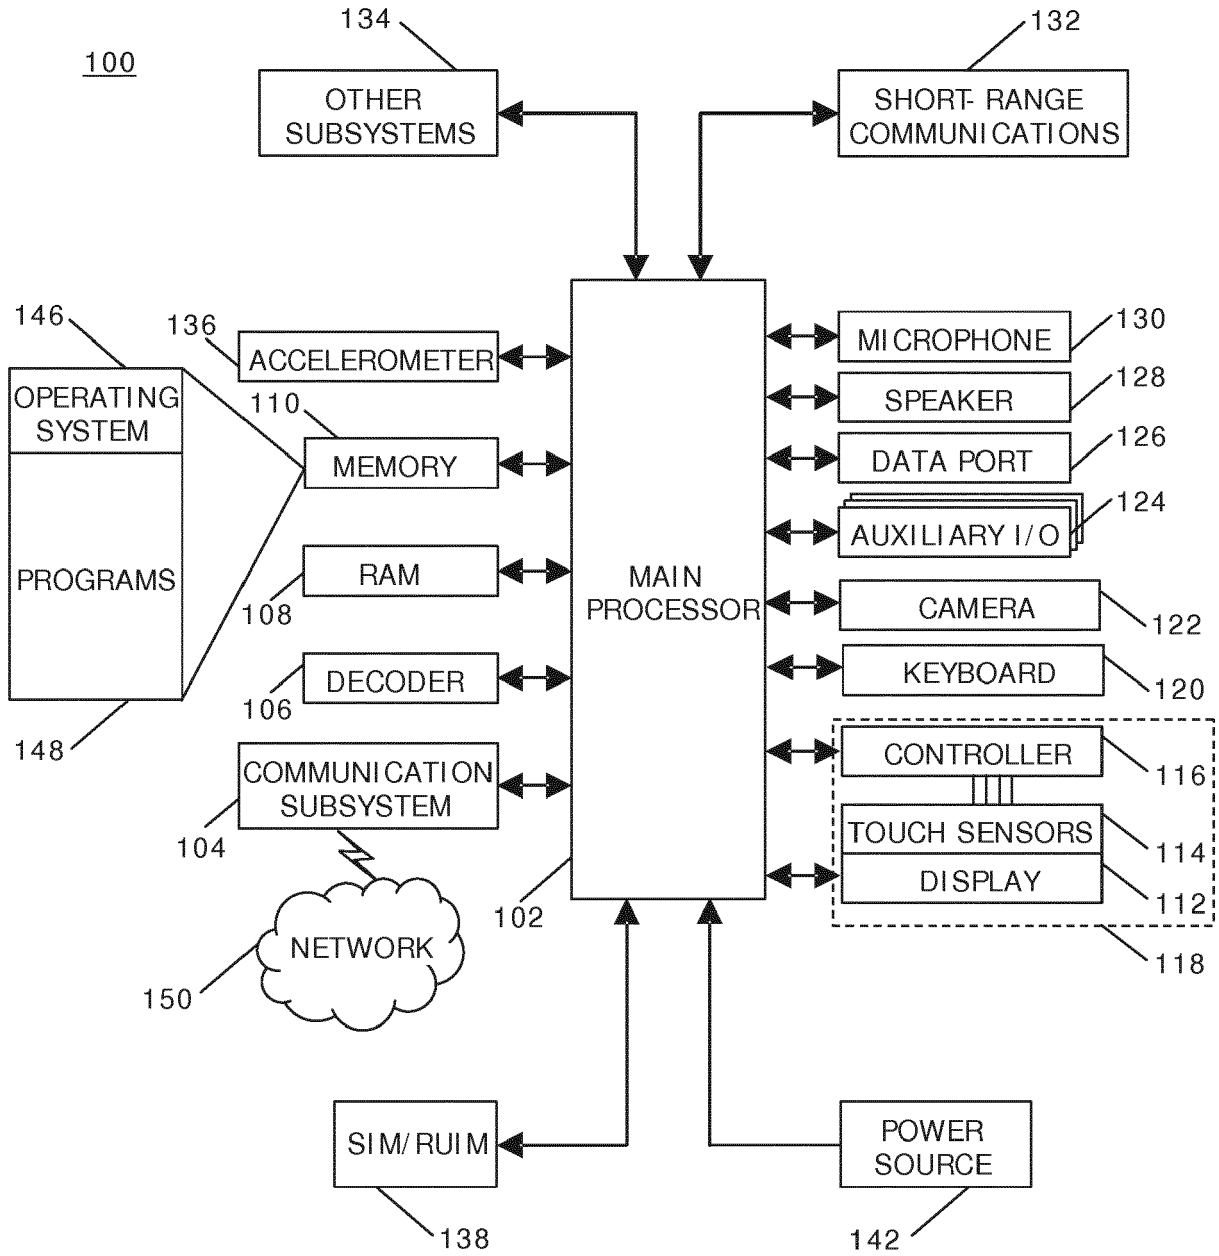 134
132
100
OTHER
SUBSYSTEMS
SHORT- RANGE
COMMUNICATIONS
146
136
ACCELEROMETER
MICROPHONE
130
OPERATING
SYSTEM
110
MEMORY
SPEAKER
128
DATA PORT
126
AUXILIARY I/O
124
PROGRAMS
RAM
108
MAIN
PROCESSOR
CAMERA
122
DECODER
106
KEYBOARD
120
148
COMMUNICATION
SUBSYSTEM
104
CONTROLLER
116
TOUCH SENSORS
114
DISPLAY
112
102
118
NETWORK
150
SIM/RUIM
138
POWER
SOURCE
142